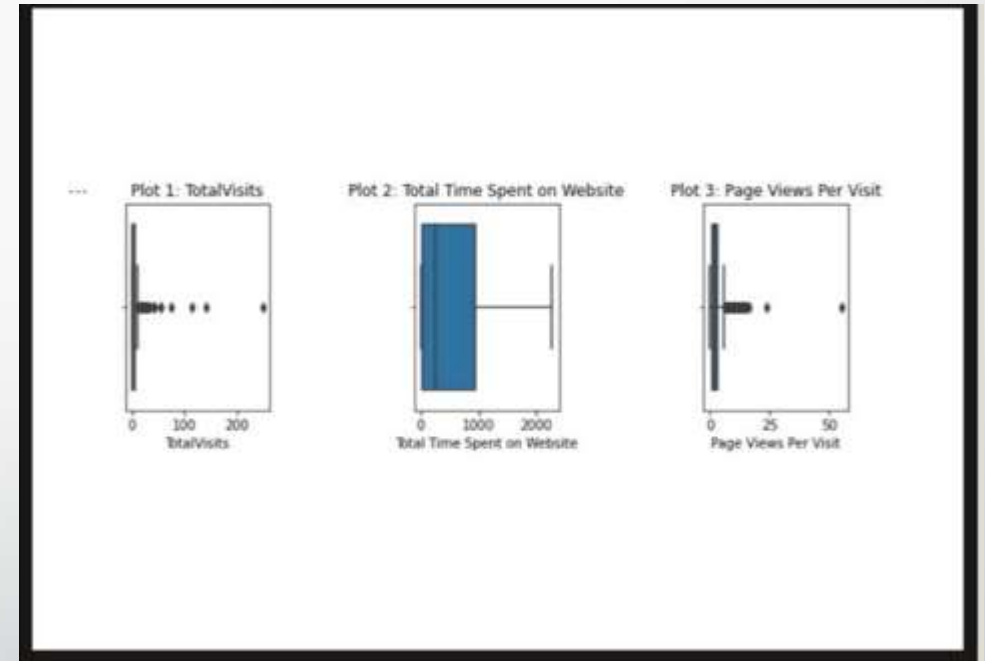 ---
Plot 1: TotalVisits
0 100 200
TotalVisits
Plot 2: Total Time Spent on Website
0 1000 2000
Total Time Spent on Website
Plot 3: Page Views Per Visit
0 25 50
Page Views Per Visit